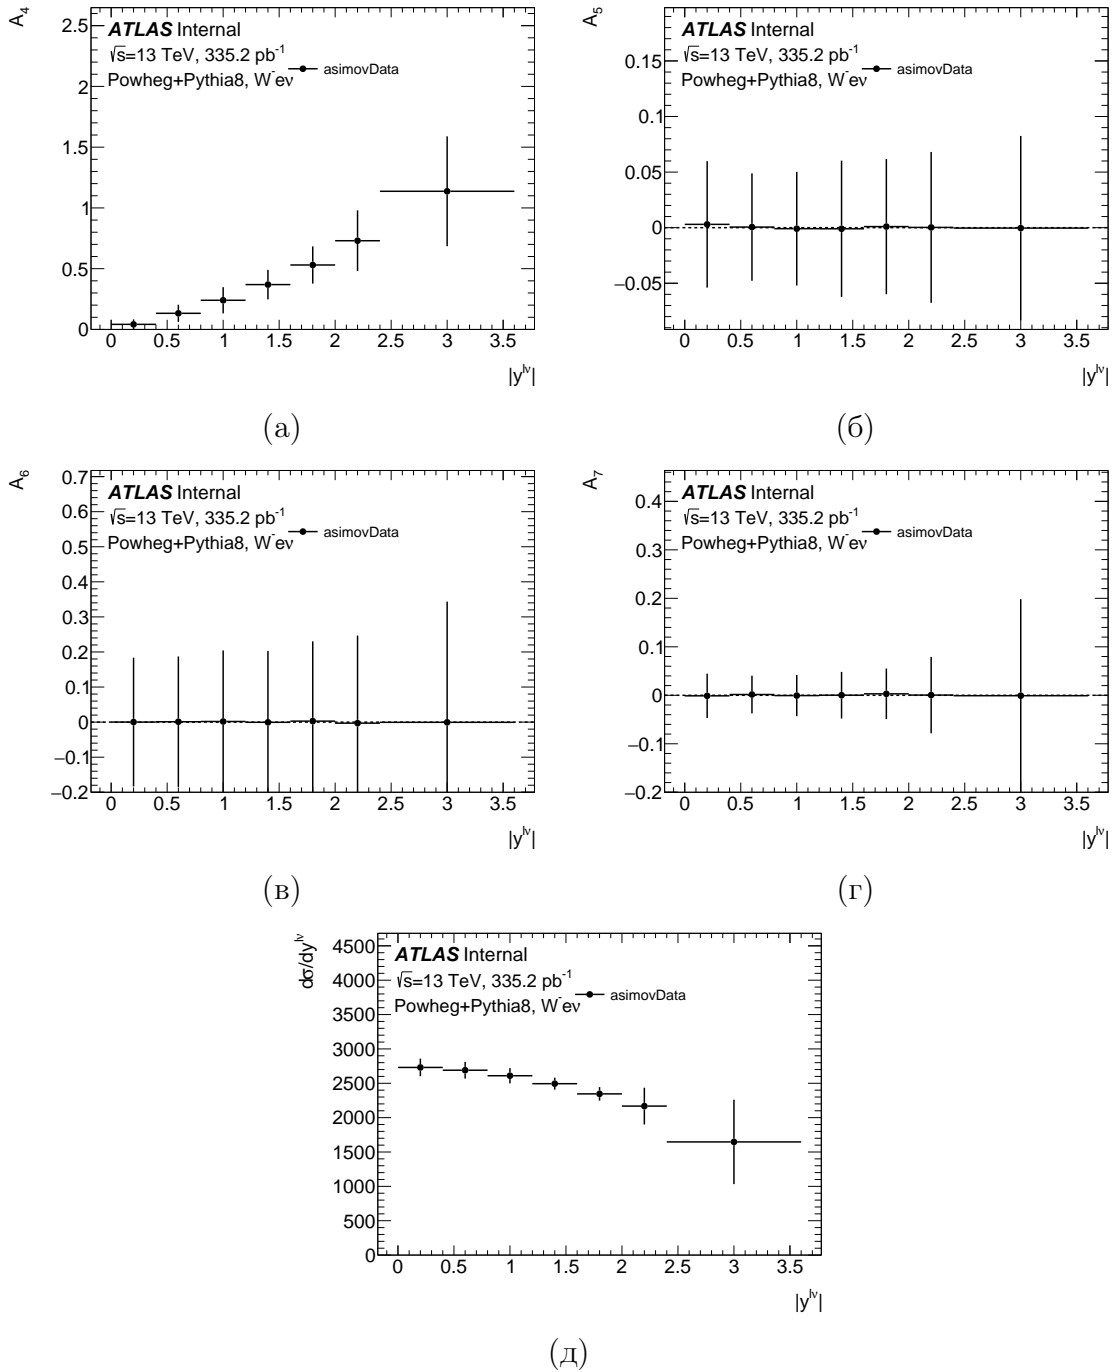 A4
ATLAS Internal
√s=13 TeV, 335.2 pb-1
Powheg+Pythia8, W-eν
asimovData
2.5
2
1.5
1
0.5
0
0 0.5 1 1.5 2 2.5 3 3.5
|y^lν|
(а)
A5
ATLAS Internal
√s=13 TeV, 335.2 pb-1
Powheg+Pythia8, W-eν
asimovData
0.15
0.1
0.05
0
−0.05
0 0.5 1 1.5 2 2.5 3 3.5
|y^lν|
(б)
A6
ATLAS Internal
√s=13 TeV, 335.2 pb-1
Powheg+Pythia8, W-eν
asimovData
0.7
0.6
0.5
0.4
0.3
0.2
0.1
0
−0.1
−0.2
0 0.5 1 1.5 2 2.5 3 3.5
|y^lν|
(в)
A7
ATLAS Internal
√s=13 TeV, 335.2 pb-1
Powheg+Pythia8, W-eν
asimovData
0.4
0.3
0.2
0.1
0
−0.1
−0.2
0 0.5 1 1.5 2 2.5 3 3.5
|y^lν|
(г)
dσ/dy^lν
ATLAS Internal
√s=13 TeV, 335.2 pb-1
Powheg+Pythia8, W-eν
asimovData
4500
4000
3500
3000
2500
2000
1500
1000
500
0
0 0.5 1 1.5 2 2.5 3 3.5
|y^lν|
(д)